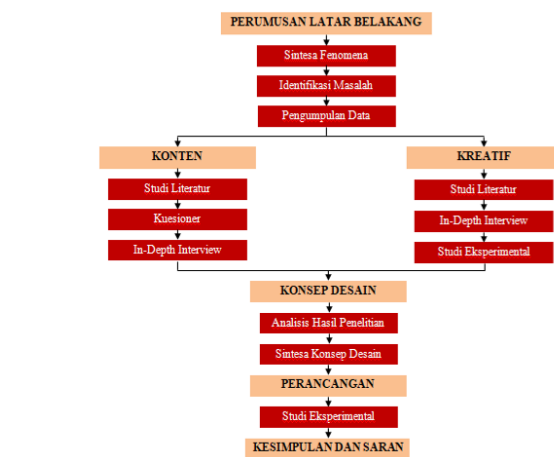 PERUMUSAN LATAR BELAKANG
Sintesa Fenomena
Identifikasi Masalah
Pengumpulan Data
KONTEN
Studi Literatur
Kuesioner
In-Depth Interview
KREATIF
Studi Literatur
In-Depth Interview
Studi Eksperimental
KONSEP DESAIN
Analisis Hasil Penelitian
Sintesa Konsep Desain
PERANCANGAN
Studi Eksperimental
KESIMPULAN DAN SARAN